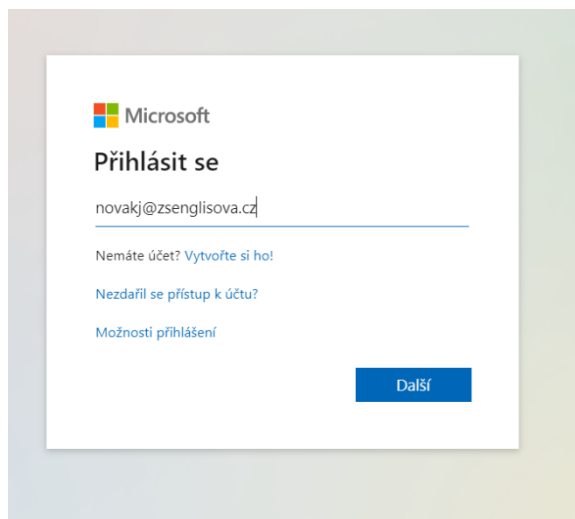 Microsoft
Přihlásit se
novakj@zsenglisova.cz
Nemáte účet? Vytvořte si ho!
Nezdařil se přístup k účtu?
Možnosti přihlášení
Další